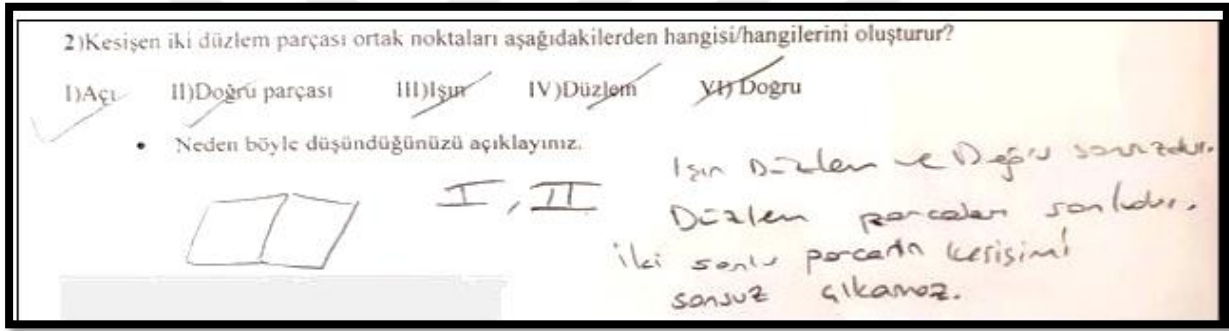 2)Kesişen iki düzlem parçası ortak noktaları aşağıdakilerden hangisi/hangilerini oluşturur?
I)Açı II)Doğru parçası III)Işın IV)Düzlem VI) Doğru
• Neden böyle düşündüğünüzü açıklayınız.
I, II
Işın Düzlem ve Doğru sonsuzdur.
Düzlem parçaları sonludur.
iki sonlu parçanın kesişimi
sonsuz çıkamaz.